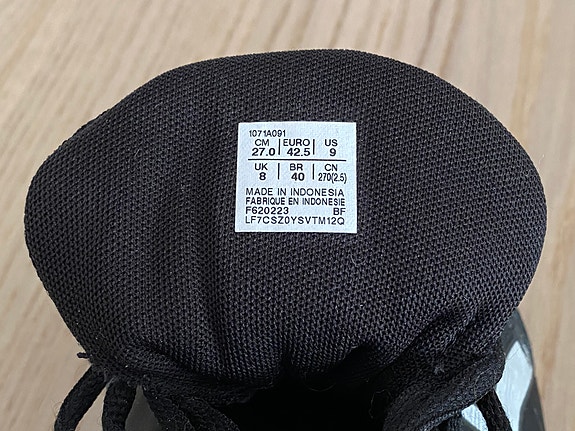 1071A091
CM EURO US
27.0 42.5 9
UK BR CN
8 40 270(2.5)
MADE IN INDONESIA
FABRIQUE EN INDONESIE
F620223 BF
LF7CSZ0YSVTM12Q